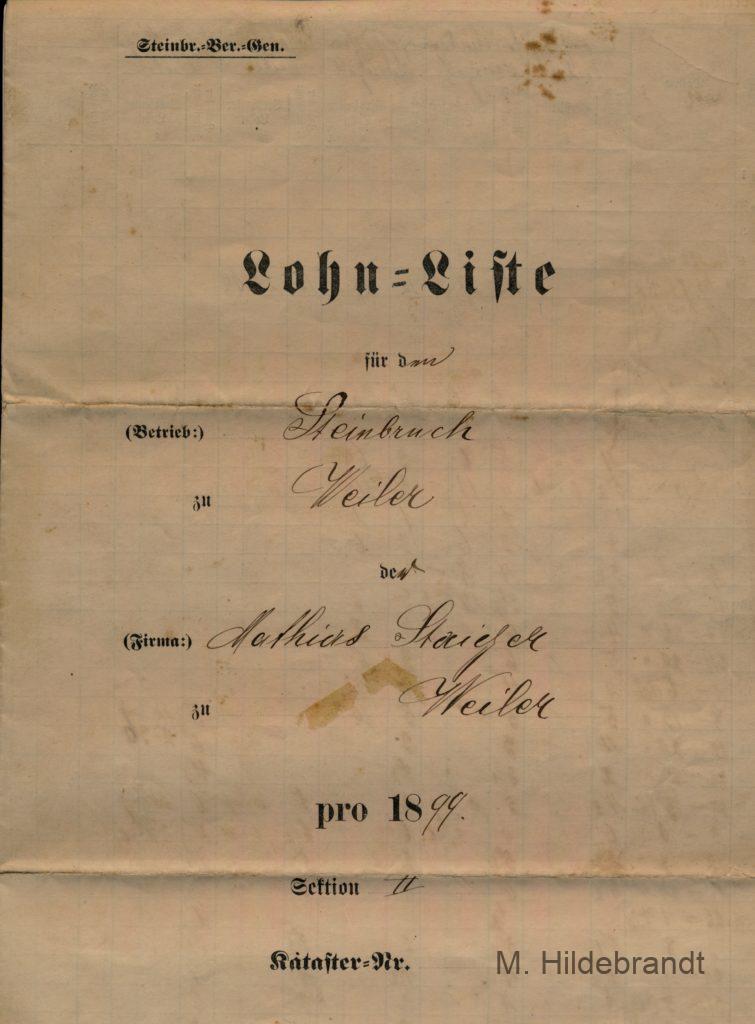 Steinbr.-Ber.-Gen.
Lohn-Liste
für den
(Betrieb:) Steinbruch
zu Weiler
der
(Firma:) Mathias Staiger
zu Weiler
pro 1899.
Sektion II
Kataster-Nr.
M. Hildebrandt